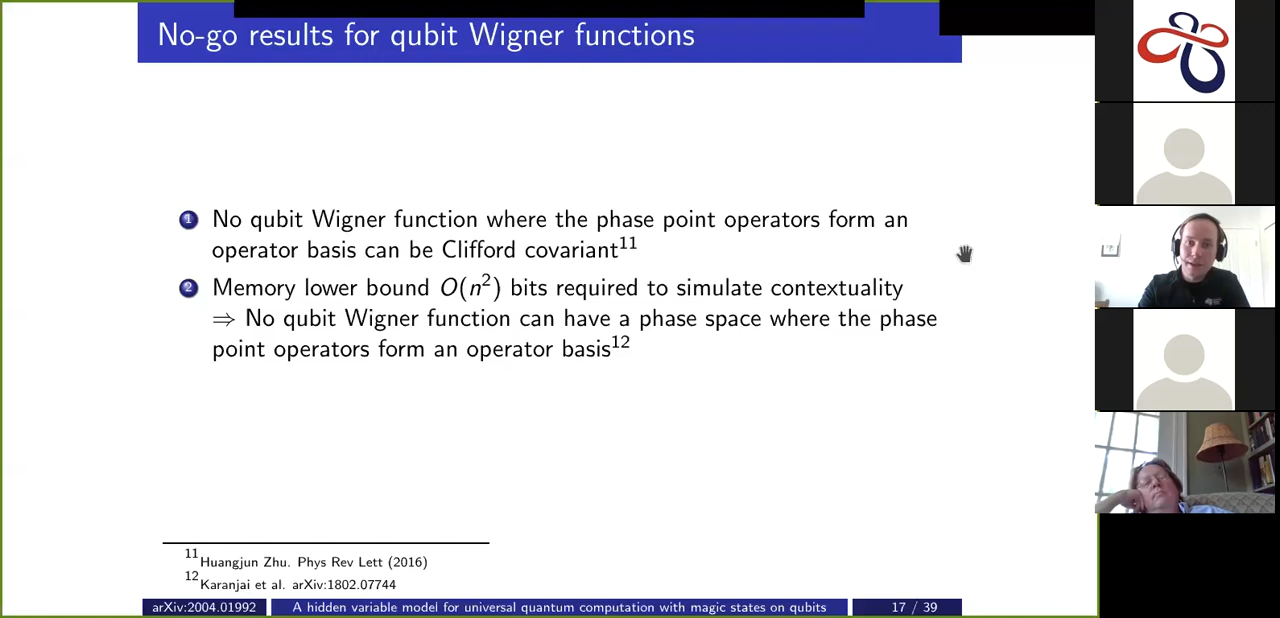 No-go results for qubit Wigner functions
1 No qubit Wigner function where the phase point operators form an
operator basis can be Clifford covariant¹¹
2 Memory lower bound O(n²) bits required to simulate contextuality
⇒ No qubit Wigner function can have a phase space where the phase
point operators form an operator basis¹²
¹¹Huangjun Zhu. Phys Rev Lett (2016)
¹²Karanjai et al. arXiv:1802.07744
arXiv:2004.01992 A hidden variable model for universal quantum computation with magic states on qubits 17 / 39